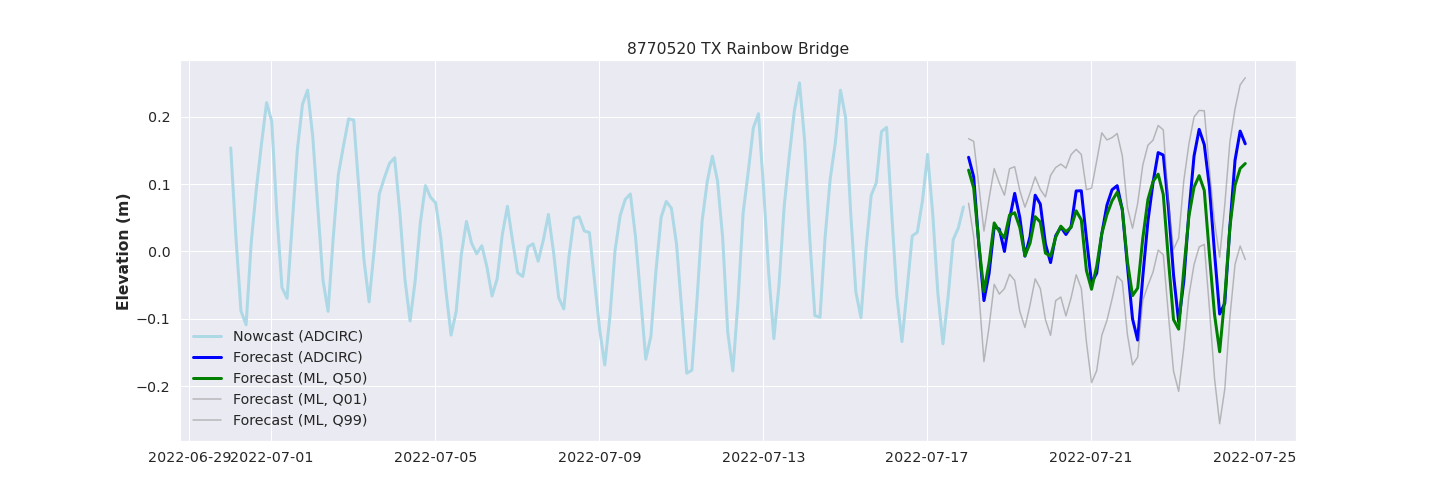 8770520 TX Rainbow Bridge
Elevation (m)
0.2
0.1
0.0
−0.1
−0.2
Nowcast (ADCIRC)
Forecast (ADCIRC)
Forecast (ML, Q50)
Forecast (ML, Q01)
Forecast (ML, Q99)
2022-06-29 2022-07-01 2022-07-05 2022-07-09 2022-07-13 2022-07-17 2022-07-21 2022-07-25